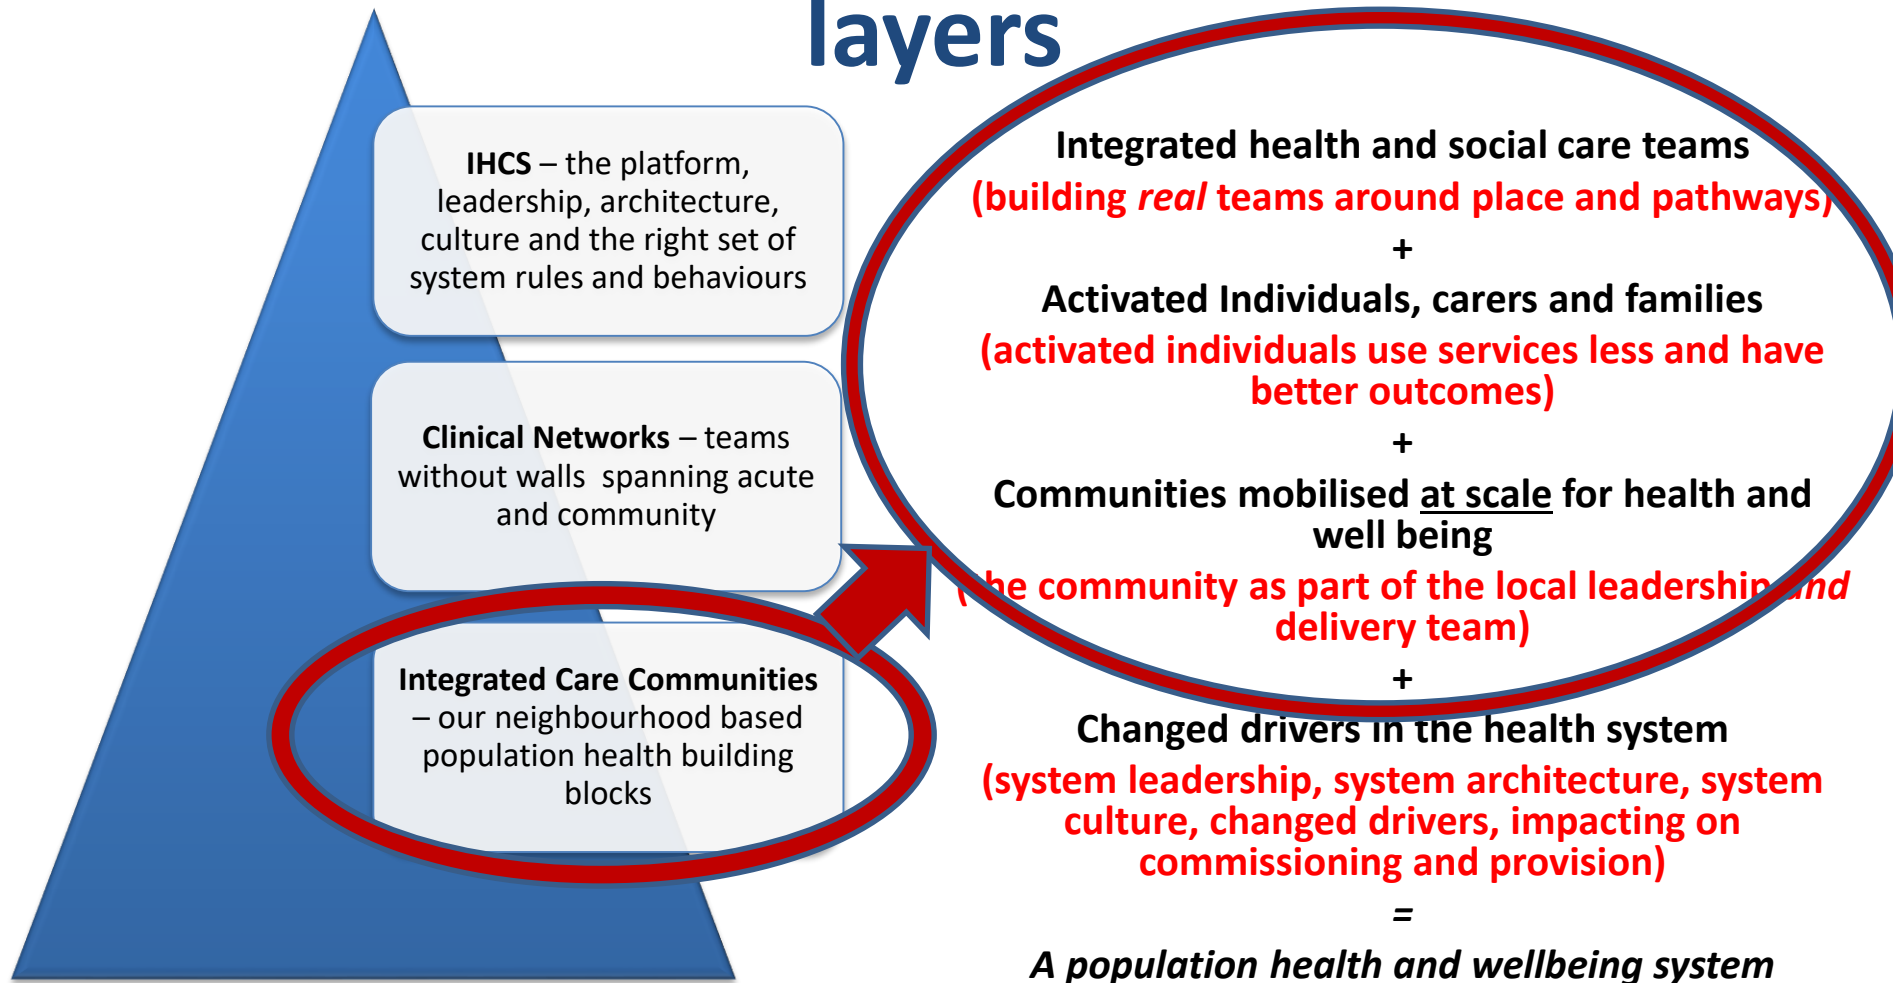 layers
IHCS – the platform,
leadership, architecture,
culture and the right set of
system rules and behaviours
Clinical Networks – teams
without walls spanning acute
and community
Integrated Care Communities
– our neighbourhood based
population health building
blocks
Integrated health and social care teams
(building real teams around place and pathways)
+
Activated Individuals, carers and families
(activated individuals use services less and have
better outcomes)
+
Communities mobilised at scale for health and
well being
(the community as part of the local leadership and
delivery team)
+
Changed drivers in the health system
(system leadership, system architecture, system
culture, changed drivers, impacting on
commissioning and provision)
=
A population health and wellbeing system